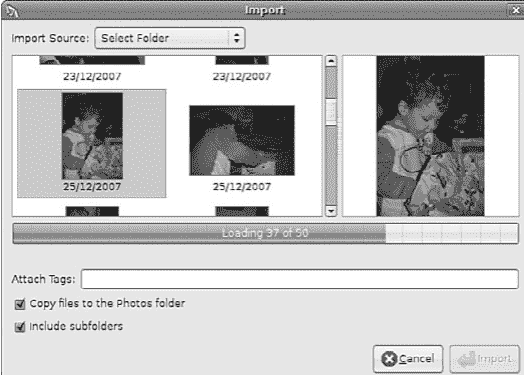 Import
Import Source: Select Folder
23/12/2007 23/12/2007
25/12/2007 25/12/2007
Loading 37 of 50
Attach Tags:
Copy files to the Photos folder
Include subfolders
Cancel Import